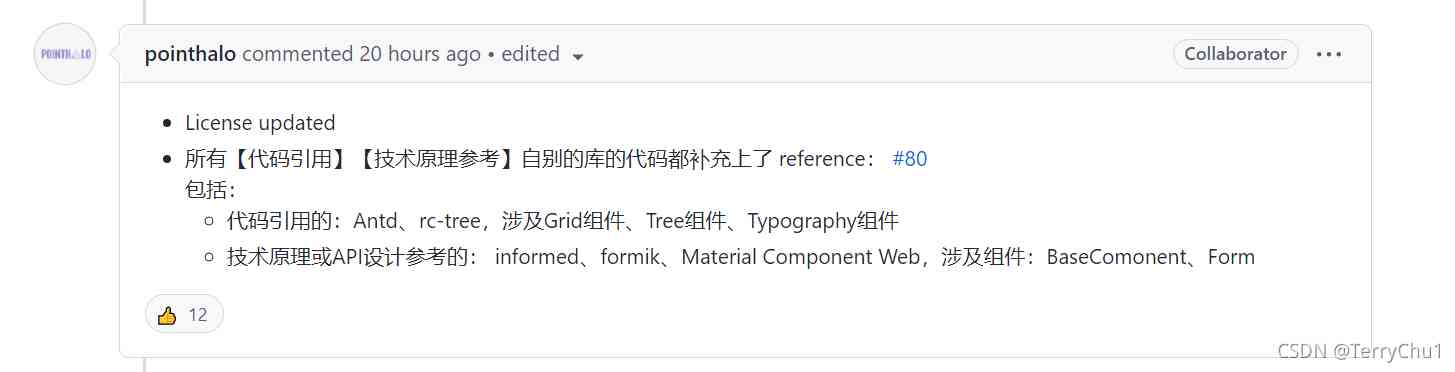 POINTHALO
pointhalo commented 20 hours ago • edited
Collaborator
License updated
所有【代码引用】【技术原理参考】自别的库的代码都补充上了 reference： #80
包括：
代码引用的：Antd、rc-tree，涉及Grid组件、Tree组件、Typography组件
技术原理或API设计参考的： informed、formik、Material Component Web，涉及组件：BaseComonent、Form
👍 12
CSDN @TerryChu1